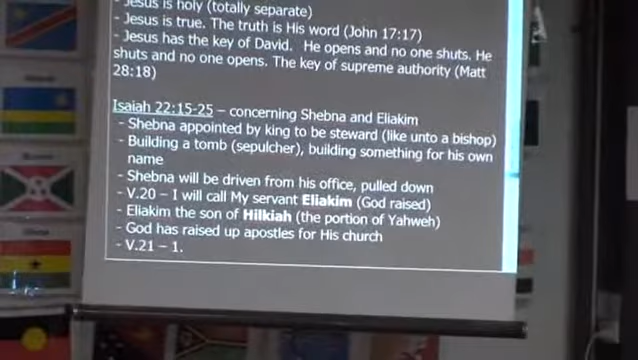 - Jesus is holy (totally separate)
- Jesus is true. The truth is His word (John 17:17)
- Jesus has the key of David. He opens and no one shuts. He
shuts and no one opens. The key of supreme authority (Matt
28:18)
Isaiah 22:15-25 – concerning Shebna and Eliakim
- Shebna appointed by king to be steward (like unto a bishop)
- Building a tomb (sepulcher), building something for his own
name
- Shebna will be driven from his office, pulled down
- V.20 – I will call My servant Eliakim (God raised)
- Eliakim the son of Hilkiah (the portion of Yahweh)
- God has raised up apostles for His church
- V.21 – 1.